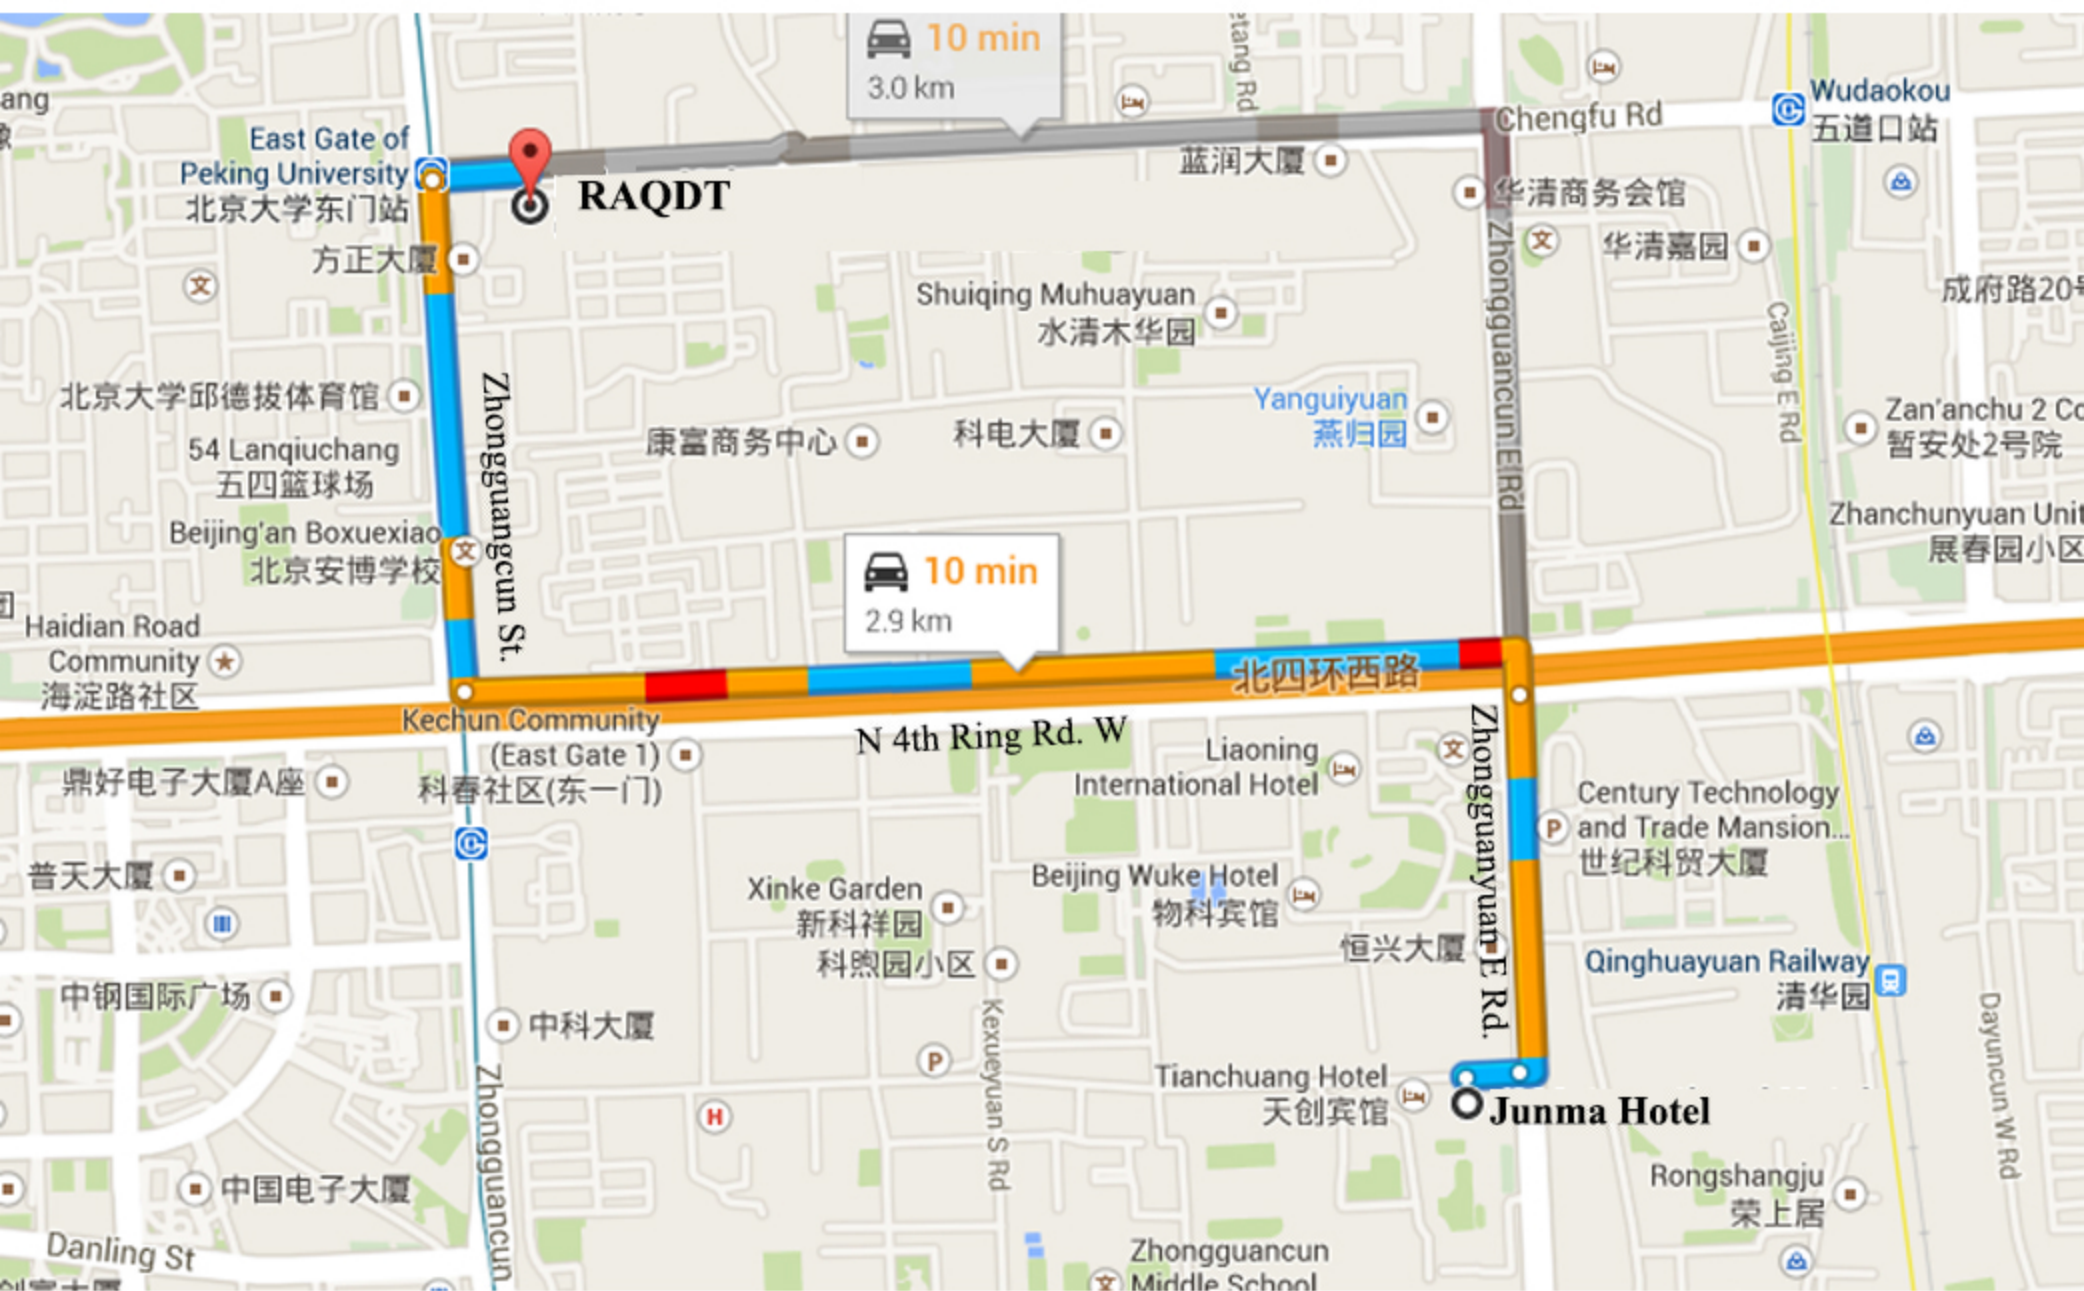 10 min
3.0 km
etang Rd
Chengfu Rd
Wudaokou
五道口站
ang
East Gate of
Peking University
北京大学东门站
RAQDT
蓝润大厦
华清商务会馆
方正大厦
华清嘉园
成府路20号
Shuiqing Muhuayuan
水清木华园
Zhongguancun E Rd
Caijing E Rd
北京大学邱德拔体育馆
Zhongguangcun St.
54 Lanqiuchang
五四篮球场
康富商务中心
科电大厦
Yanguiyuan
燕归园
Zan'anchu 2 Co
暂安处2号院
Beijing'an Boxuexiao
北京安博学校
Zhanchunyuan Unit
展春园小区
10 min
2.9 km
Haidian Road
Community
海淀路社区
北四环西路
N 4th Ring Rd. W
Kechun Community
(East Gate 1)
科春社区(东一门)
鼎好电子大厦A座
Liaoning
International Hotel
Zhongguanyuan E Rd.
Century Technology
and Trade Mansion...
世纪科贸大厦
普天大厦
Xinke Garden
新科祥园
科煦园小区
Beijing Wuke Hotel
物科宾馆
恒兴大厦
Qinghuayuan Railway
清华园
中钢国际广场
中科大厦
Kexueyuan S Rd
Dayuncun W Rd
P
P
H
Tianchuang Hotel
天创宾馆
Junma Hotel
Zhongguancun
中国电子大厦
Rongshangju
荣上居
Danling St
Zhongguancun
Middle School